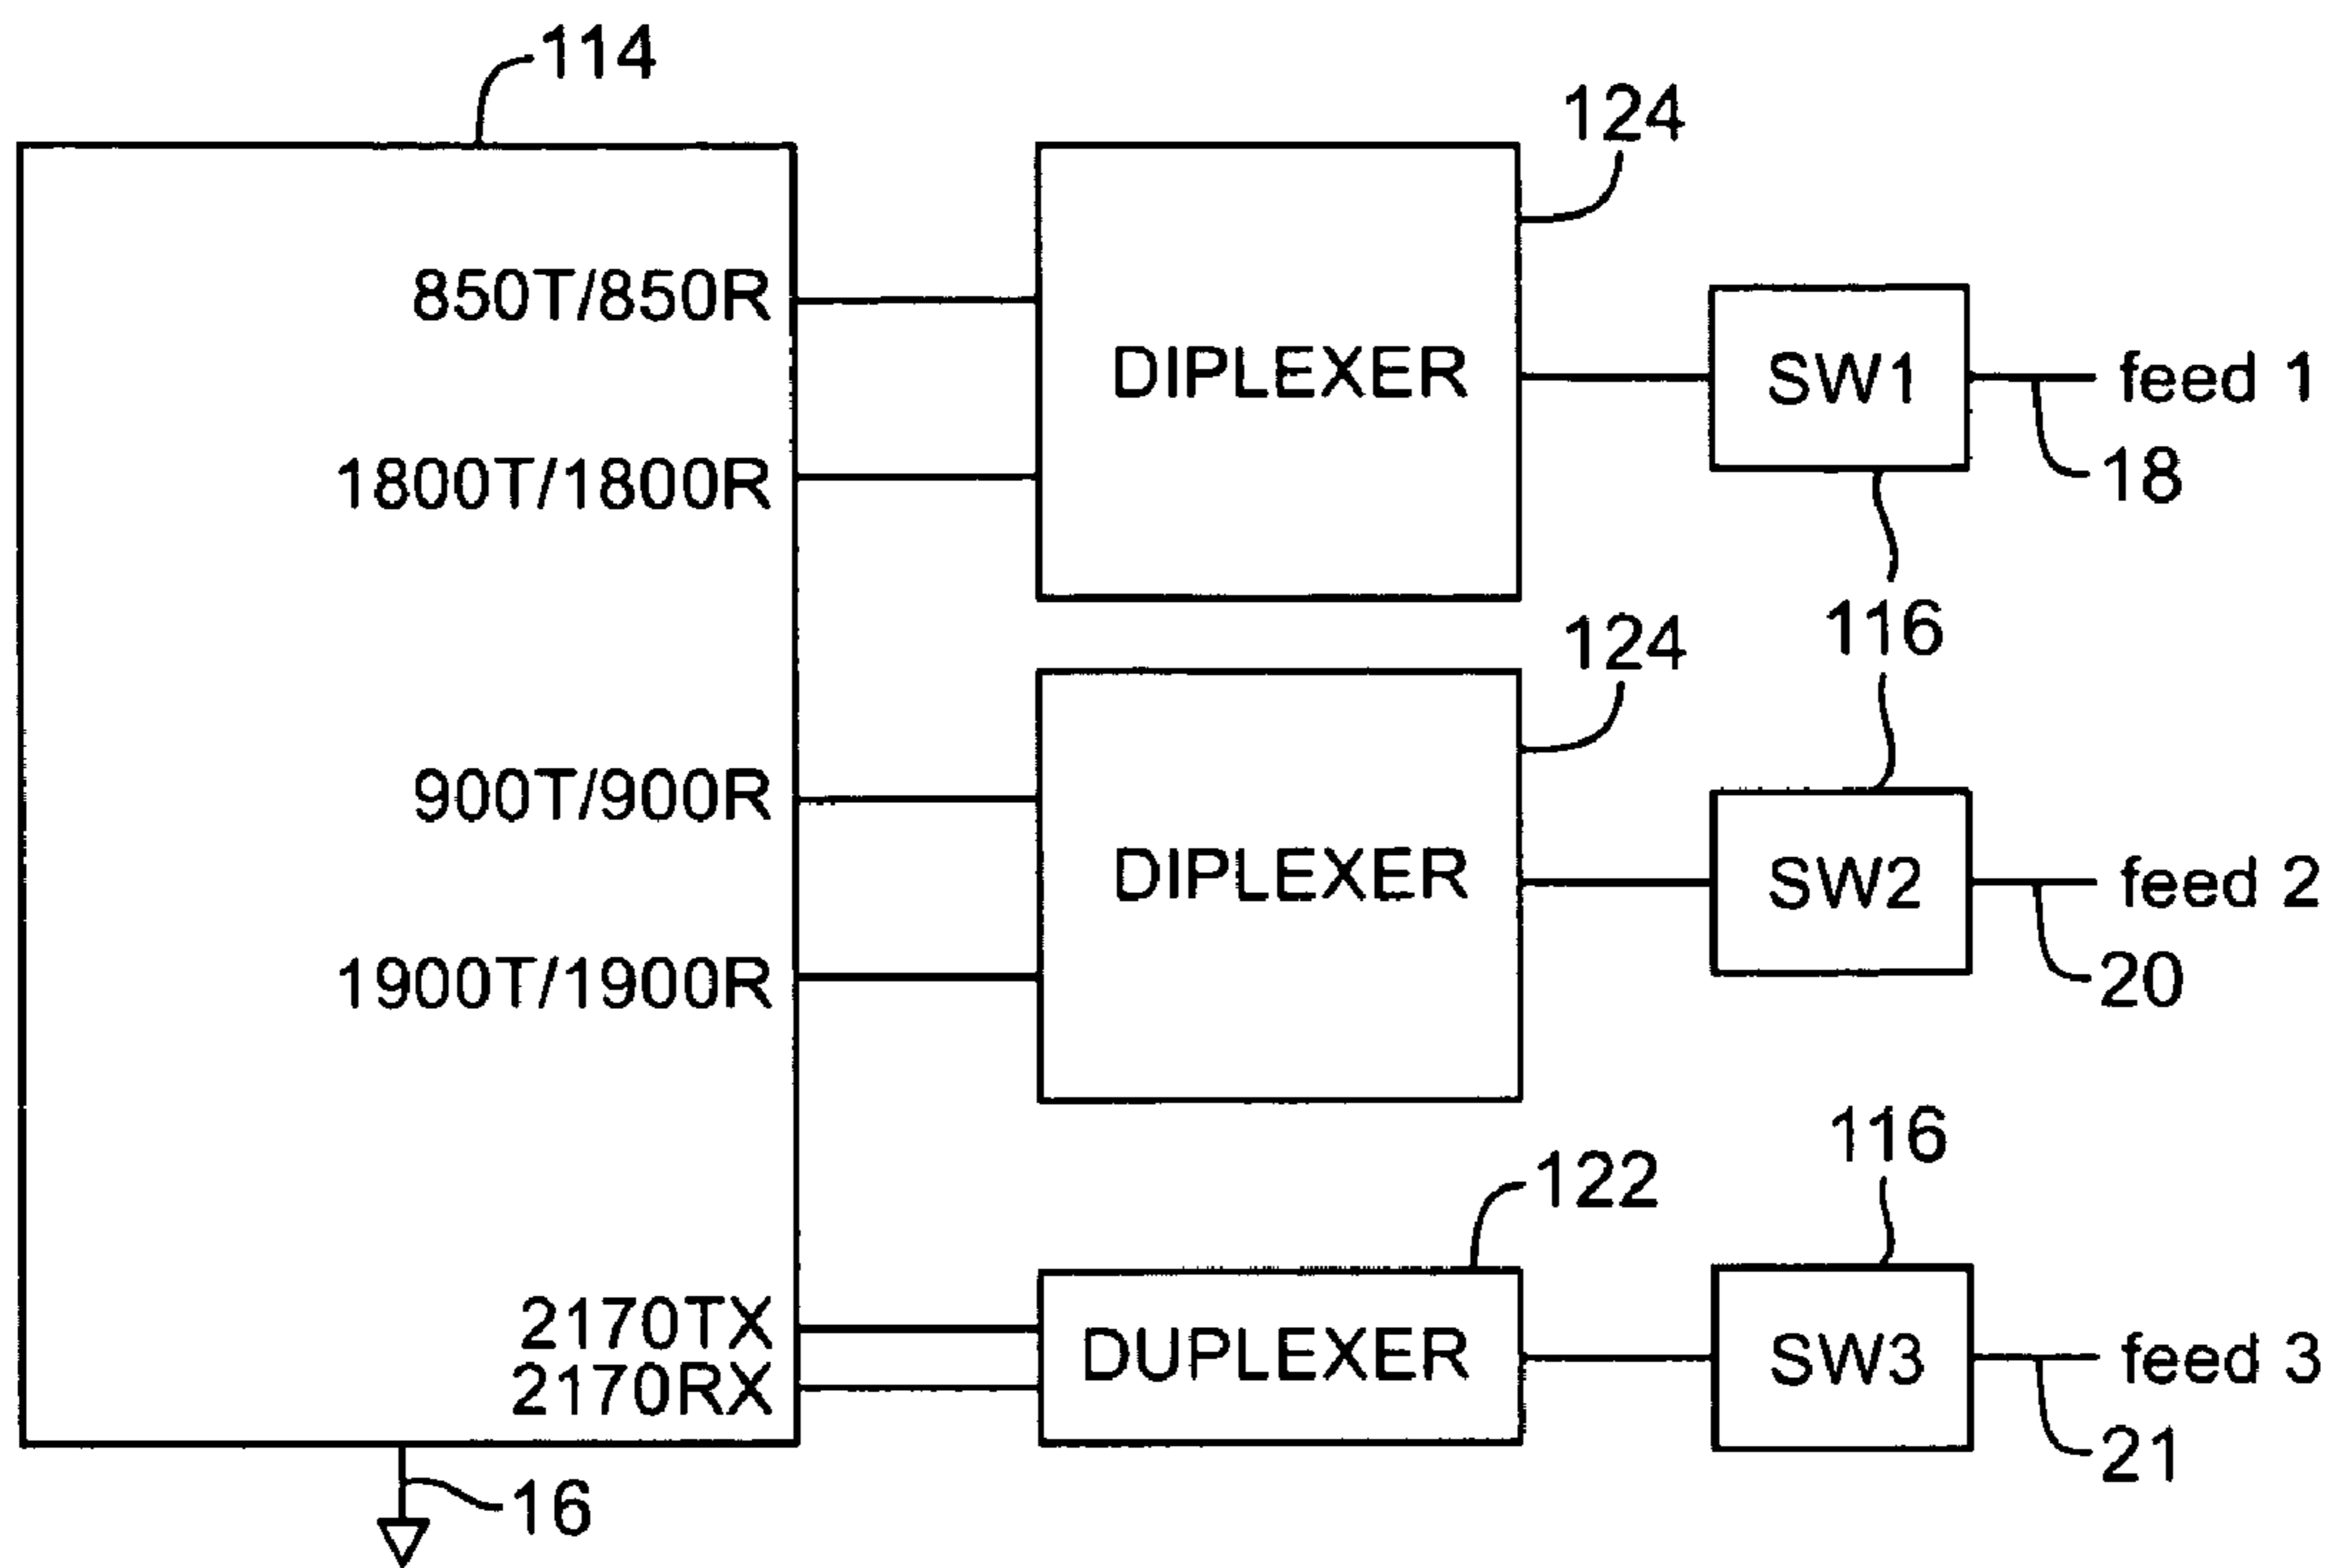 114
124
850T/850R
DIPLEXER
SW1
feed 1
1800T/1800R
18
116
124
900T/900R
DIPLEXER
SW2
feed 2
1900T/1900R
20
116
122
2170TX
DUPLEXER
SW3
feed 3
2170RX
21
16